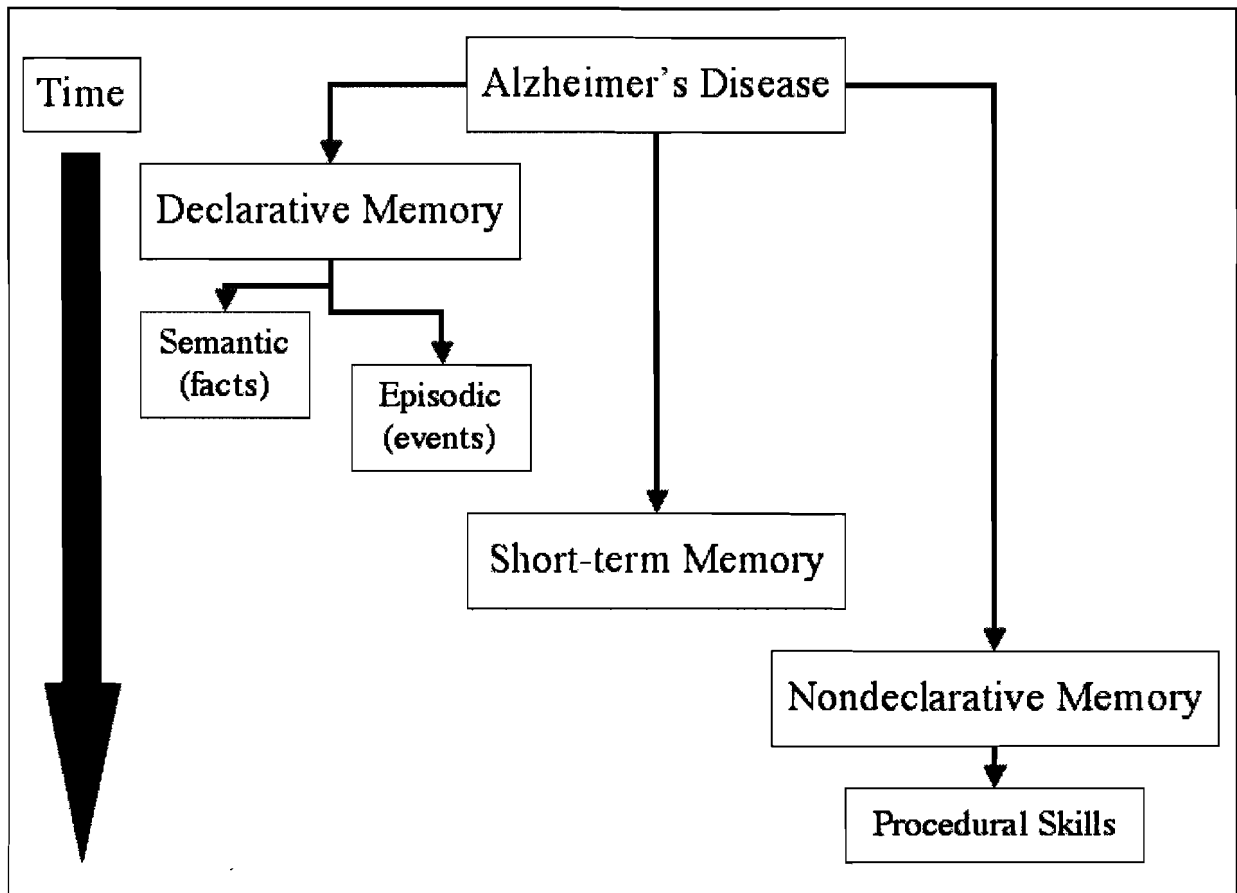 Time
Alzheimer's Disease
Declarative Memory
Semantic
(facts)
Episodic
(events)
Short-term Memory
Nondeclarative Memory
Procedural Skills